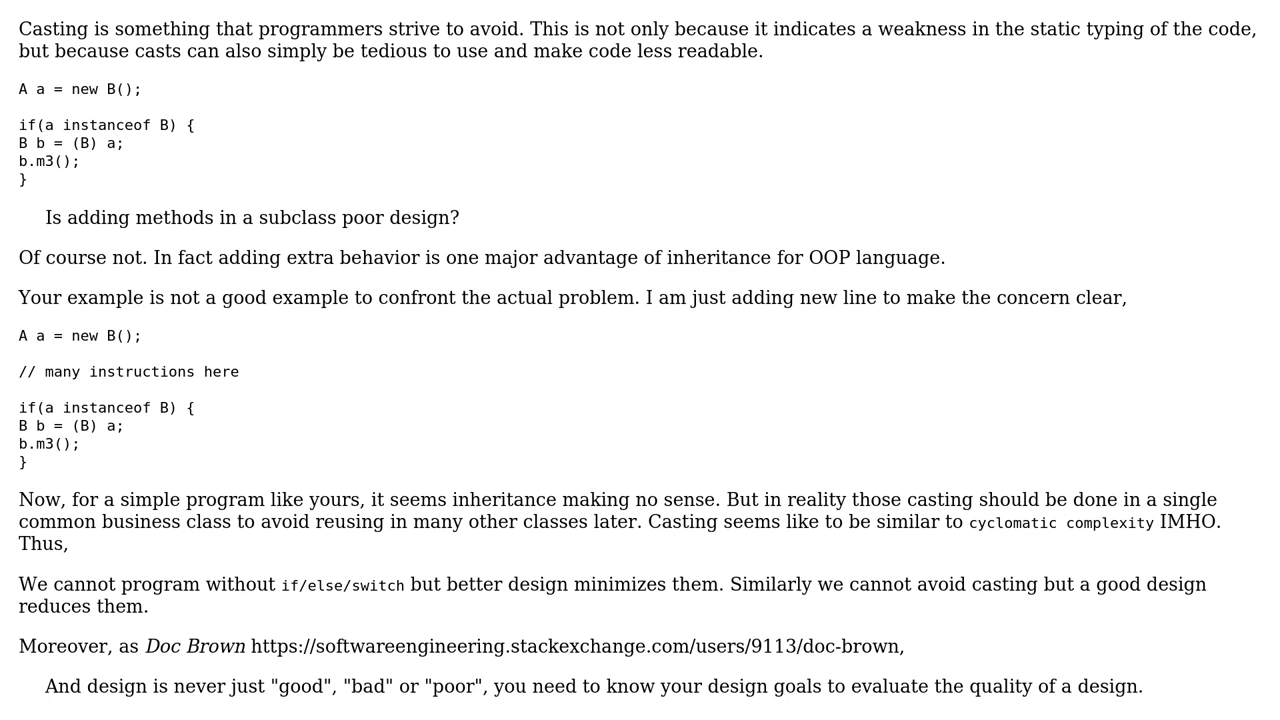 Casting is something that programmers strive to avoid. This is not only because it indicates a weakness in the static typing of the code,
but because casts can also simply be tedious to use and make code less readable.
A a = new B();
if(a instanceof B) {
B b = (B) a;
b.m3();
}
Is adding methods in a subclass poor design?
Of course not. In fact adding extra behavior is one major advantage of inheritance for OOP language.
Your example is not a good example to confront the actual problem. I am just adding new line to make the concern clear,
A a = new B();
// many instructions here
if(a instanceof B) {
B b = (B) a;
b.m3();
}
Now, for a simple program like yours, it seems inheritance making no sense. But in reality those casting should be done in a single
common business class to avoid reusing in many other classes later. Casting seems like to be similar to cyclomatic complexity IMHO.
Thus,
We cannot program without if/else/switch but better design minimizes them. Similarly we cannot avoid casting but a good design
reduces them.
Moreover, as Doc Brown https://softwareengineering.stackexchange.com/users/9113/doc-brown,
And design is never just "good", "bad" or "poor", you need to know your design goals to evaluate the quality of a design.